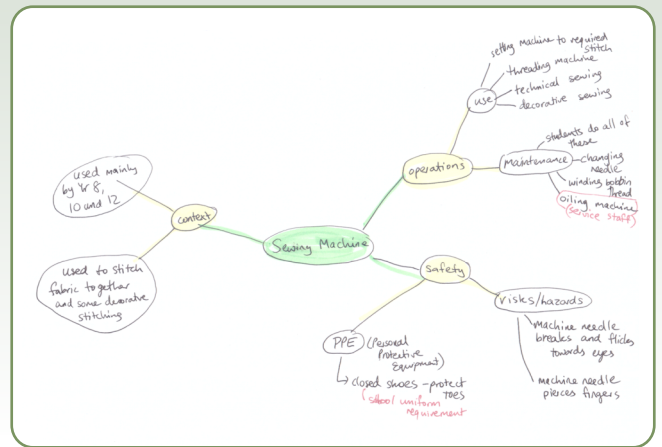 Sewing Machine
context
used mainly
by Yr 8,
10 and 12
used to stitch
fabric together
and some decorative
stitching
operations
use
setting machine to required
stitch
threading machine
technical sewing
decorative sewing
maintenance
students do all of
these
changing
needle
winding bobbin
thread
oiling machine
(service staff)
safety
PPE (Personal
Protective
Equipment)
closed shoes - protect
toes
school uniform
requirement
risks/hazards
Machine needle
breaks and flicks
towards eyes
machine needle
pierces fingers